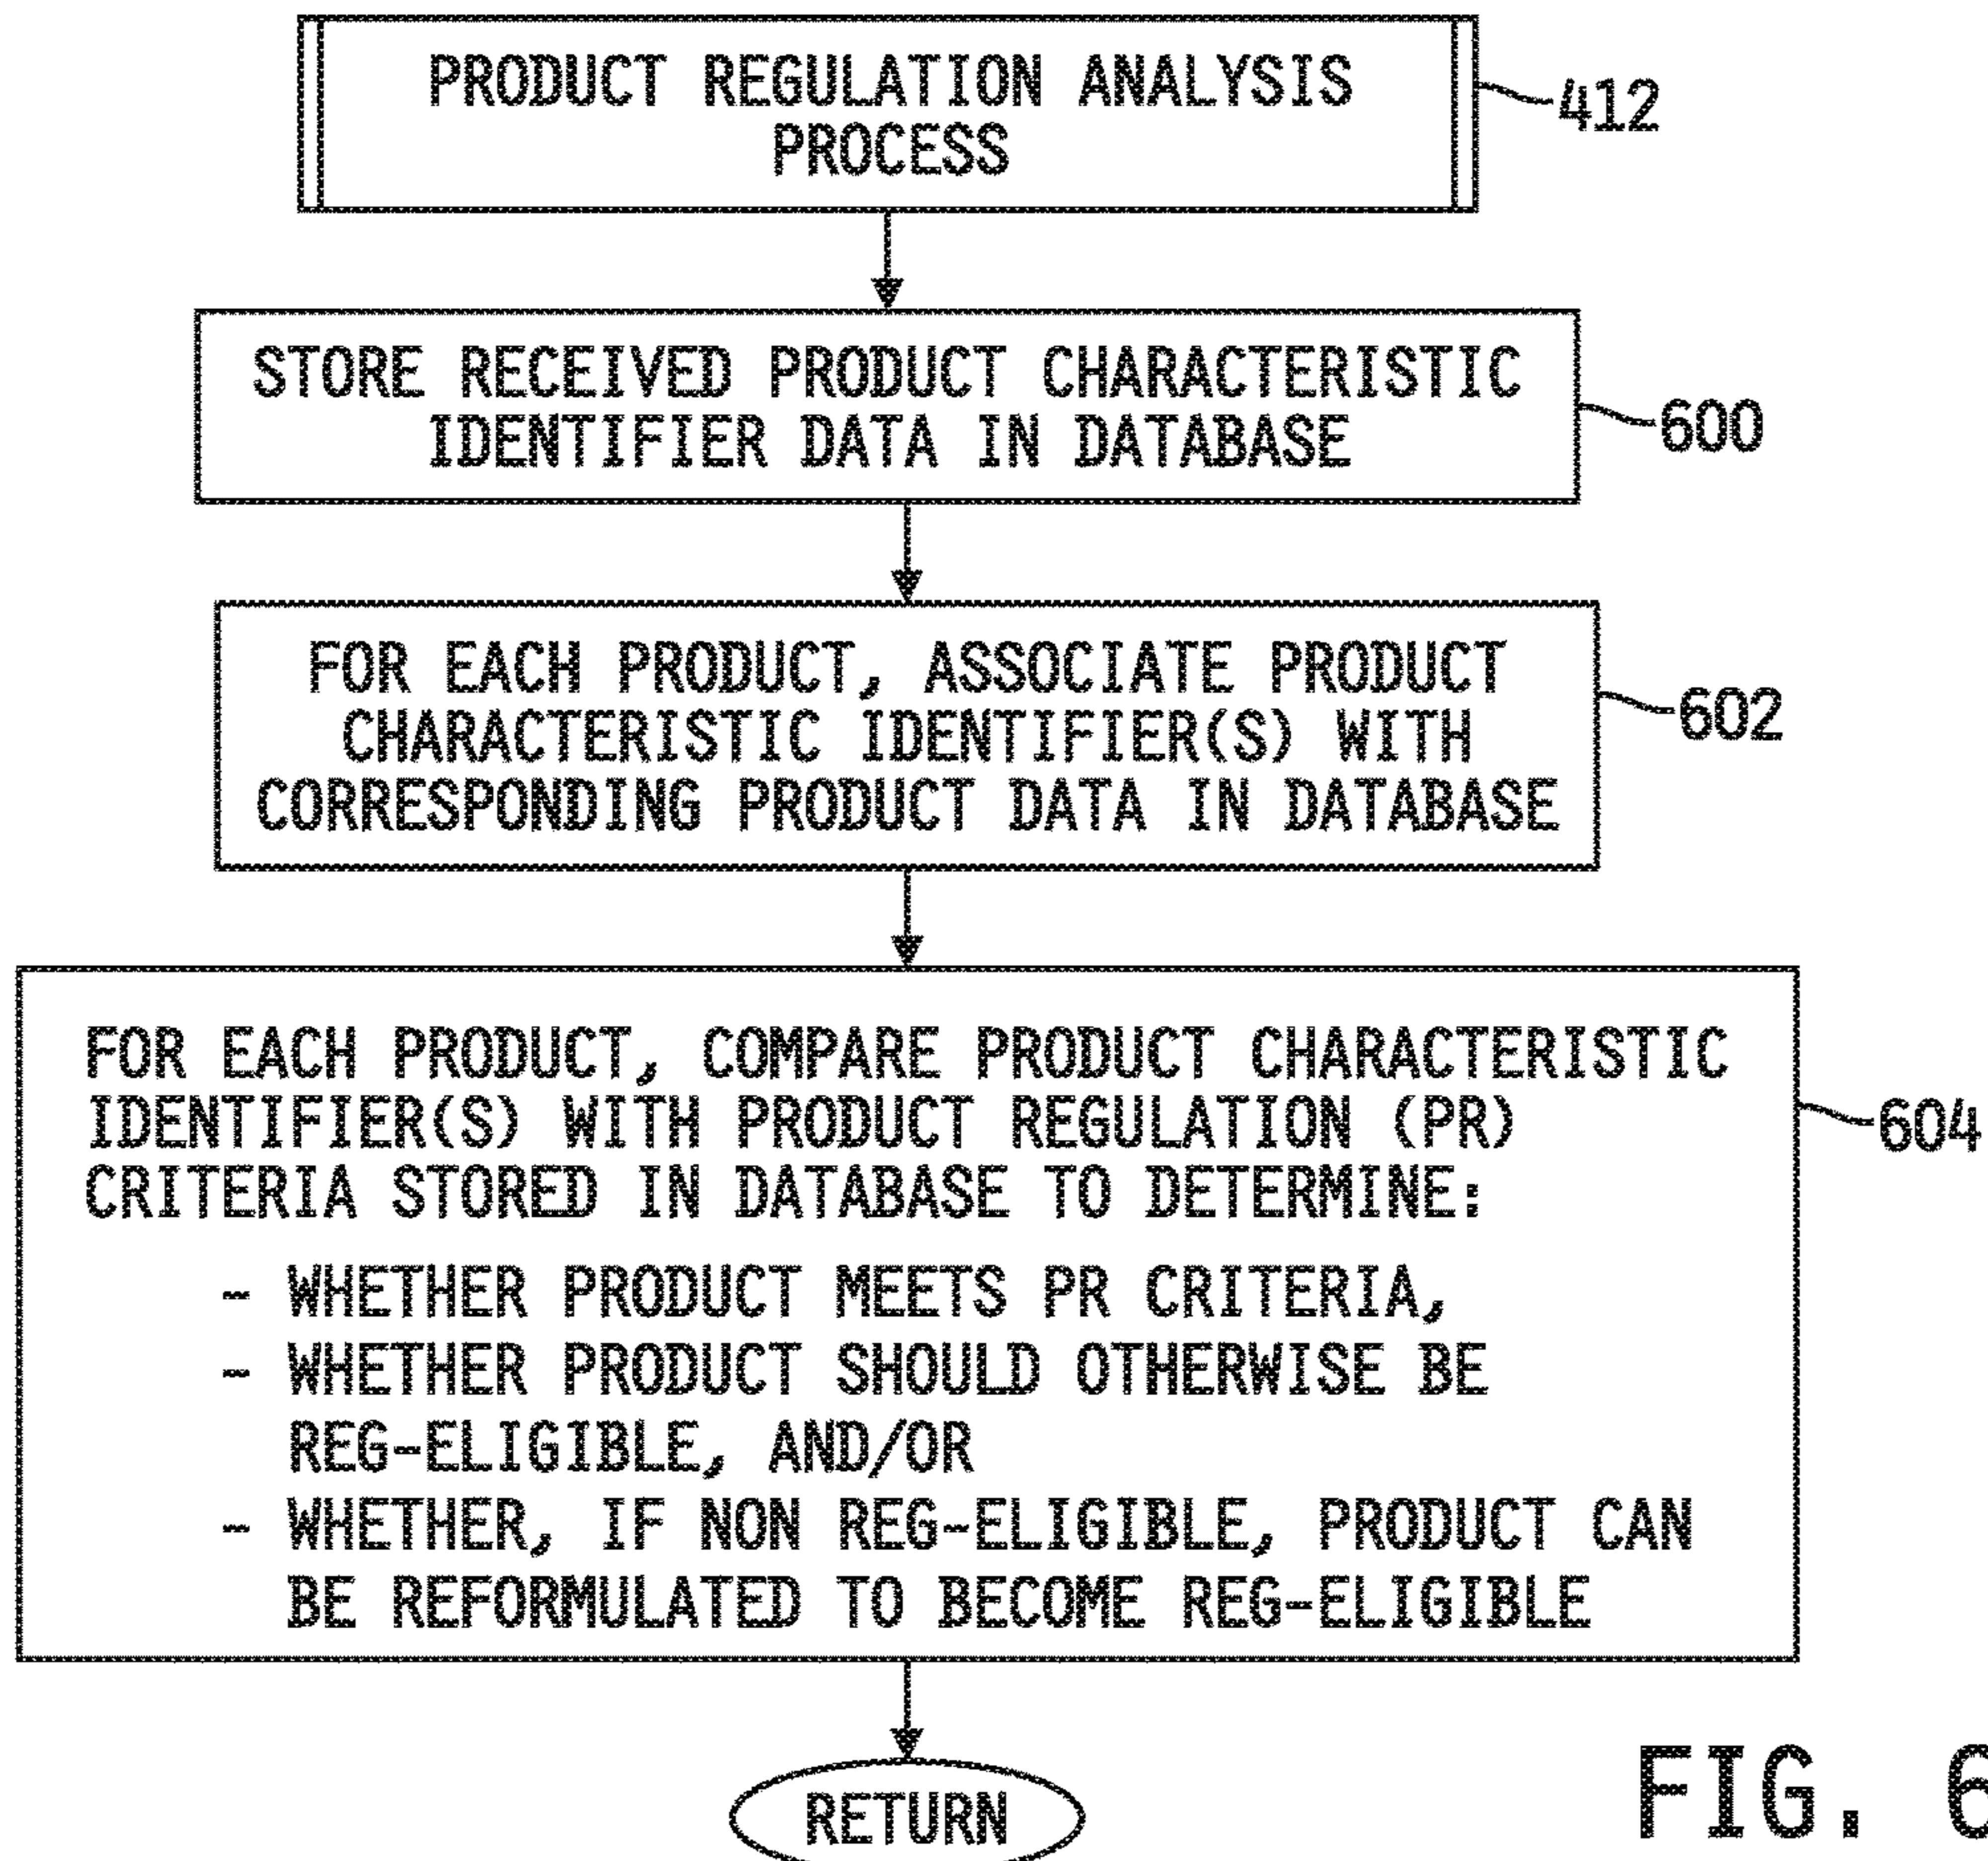 PRODUCT REGULATION ANALYSIS
PROCESS
412
STORE RECEIVED PRODUCT CHARACTERISTIC
IDENTIFIER DATA IN DATABASE
600
FOR EACH PRODUCT, ASSOCIATE PRODUCT
CHARACTERISTIC IDENTIFIER(S) WITH
CORRESPONDING PRODUCT DATA IN DATABASE
602
FOR EACH PRODUCT, COMPARE PRODUCT CHARACTERISTIC
IDENTIFIER(S) WITH PRODUCT REGULATION (PR)
CRITERIA STORED IN DATABASE TO DETERMINE:
- WHETHER PRODUCT MEETS PR CRITERIA,
- WHETHER PRODUCT SHOULD OTHERWISE BE
REG-ELIGIBLE, AND/OR
- WHETHER, IF NON REG-ELIGIBLE, PRODUCT CAN
BE REFORMULATED TO BECOME REG-ELIGIBLE
604
RETURN
FIG. 6